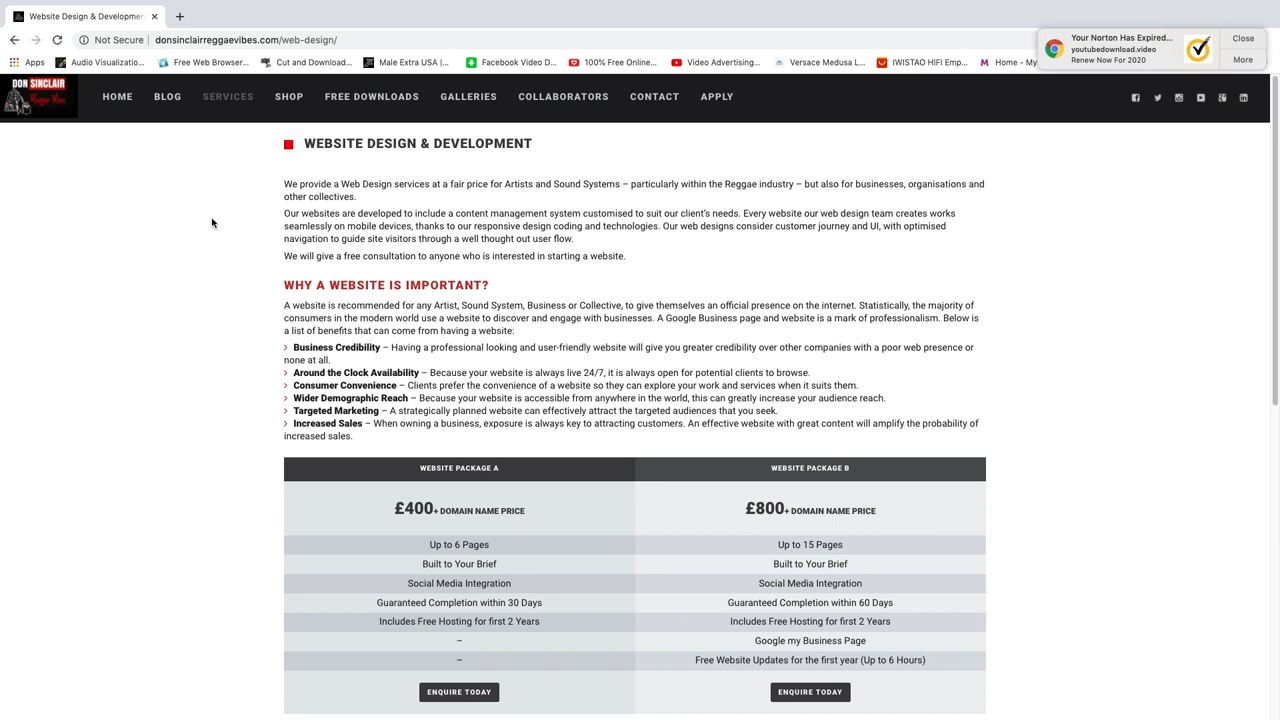 Website Design & Developmen
Not Secure
donsinclairreggaevibes.com/web-design/
Your Norton Has Expired...
youtubedownload.video
Renew Now For 2020
Close
More
Apps
Audio Visualizatio...
Free Web Browser...
Cut and Download...
Male Extra USA |...
Facebook Video D...
100% Free Online...
Video Advertising...
Versace Medusa L...
IWISTAO HIFI Emp...
Home - My
DON SINCLAIR
Reggae Vibes
HOME
BLOG
SERVICES
SHOP
FREE DOWNLOADS
GALLERIES
COLLABORATORS
CONTACT
APPLY
WEBSITE DESIGN & DEVELOPMENT
We provide a Web Design services at a fair price for Artists and Sound Systems – particularly within the Reggae industry – but also for businesses, organisations and
other collectives.
Our websites are developed to include a content management system customised to suit our client's needs. Every website our web design team creates works
seamlessly on mobile devices, thanks to our responsive design coding and technologies. Our web designs consider customer journey and UI, with optimised
navigation to guide site visitors through a well thought out user flow.
We will give a free consultation to anyone who is interested in starting a website.
WHY A WEBSITE IS IMPORTANT?
A website is recommended for any Artist, Sound System, Business or Collective, to give themselves an official presence on the internet. Statistically, the majority of
consumers in the modern world use a website to discover and engage with businesses. A Google Business page and website is a mark of professionalism. Below is
a list of benefits that can come from having a website:
Business Credibility – Having a professional looking and user-friendly website will give you greater credibility over other companies with a poor web presence or
none at all.
Around the Clock Availability – Because your website is always live 24/7, it is always open for potential clients to browse.
Consumer Convenience – Clients prefer the convenience of a website so they can explore your work and services when it suits them.
Wider Demographic Reach – Because your website is accessible from anywhere in the world, this can greatly increase your audience reach.
Targeted Marketing – A strategically planned website can effectively attract the targeted audiences that you seek.
Increased Sales – When owning a business, exposure is always key to attracting customers. An effective website with great content will amplify the probability of
increased sales.
WEBSITE PACKAGE A
WEBSITE PACKAGE B
£400+ DOMAIN NAME PRICE
£800+ DOMAIN NAME PRICE
Up to 6 Pages
Up to 15 Pages
Built to Your Brief
Built to Your Brief
Social Media Integration
Social Media Integration
Guaranteed Completion within 30 Days
Guaranteed Completion within 60 Days
Includes Free Hosting for first 2 Years
Includes Free Hosting for first 2 Years
–
Google my Business Page
–
Free Website Updates for the first year (Up to 6 Hours)
ENQUIRE TODAY
ENQUIRE TODAY